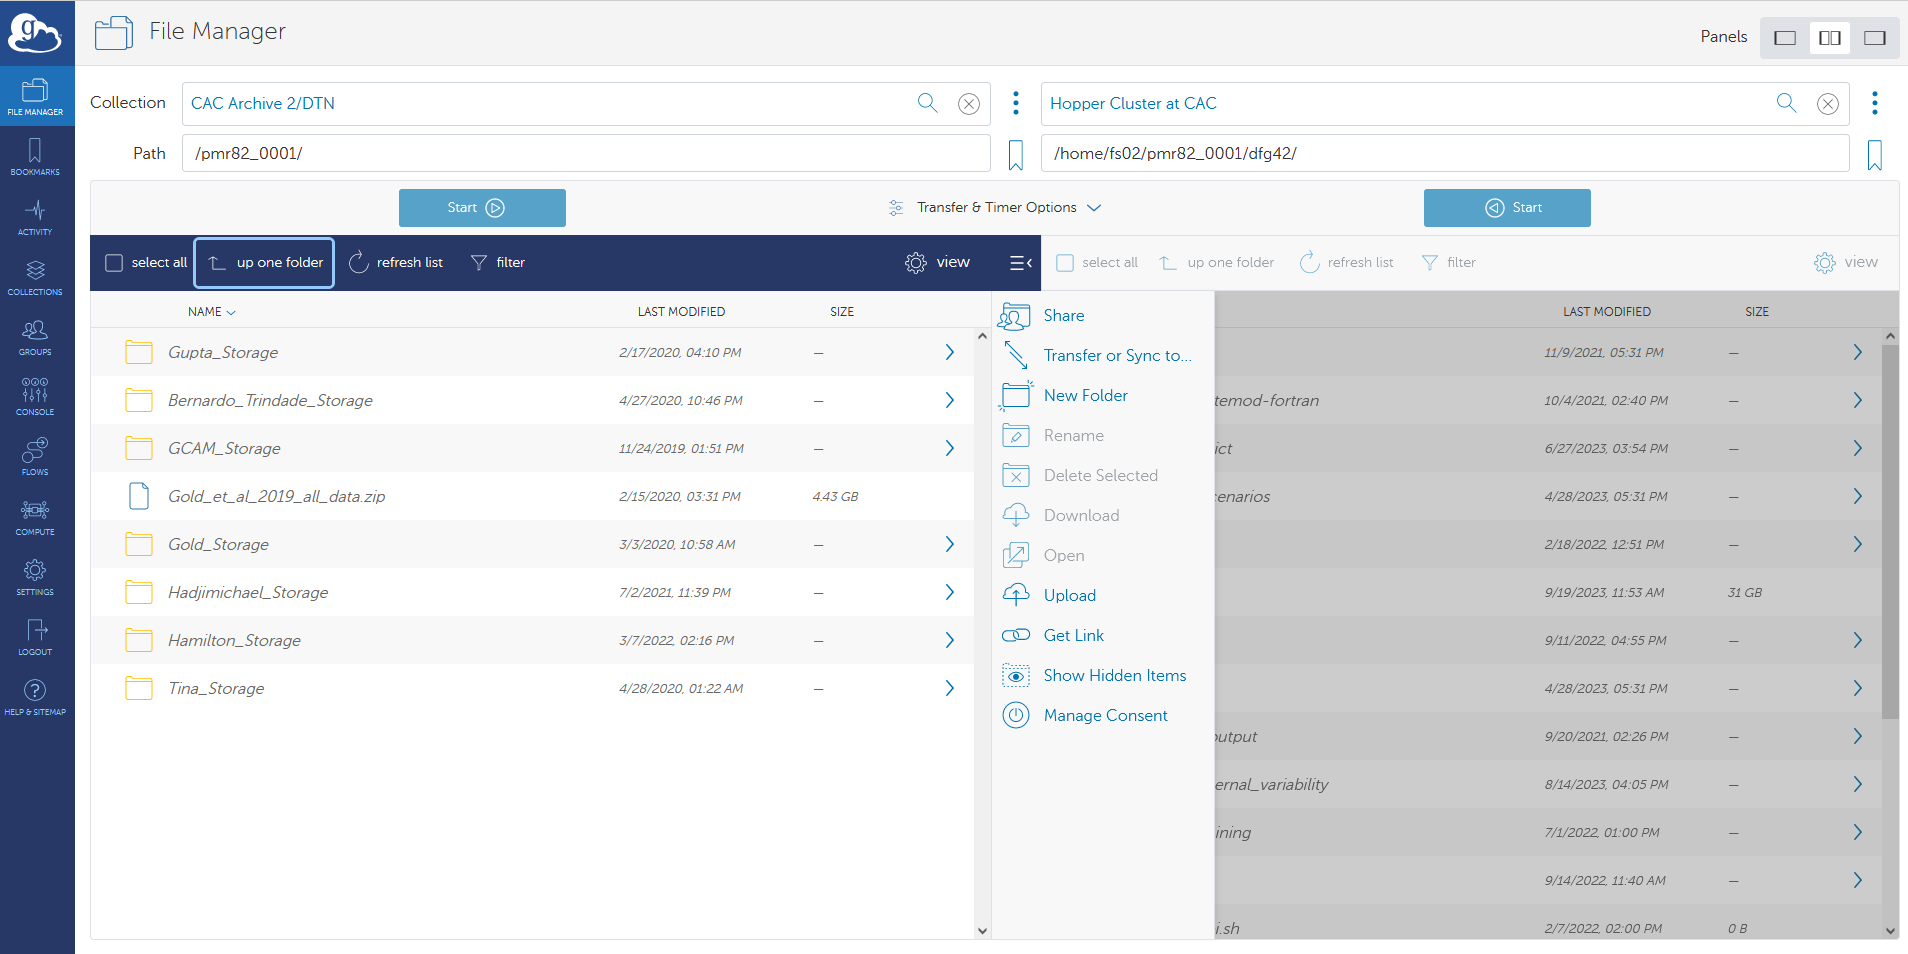 g
File Manager
Panels
FILE MANAGER
BOOKMARKS
ACTIVITY
COLLECTIONS
GROUPS
CONSOLE
FLOWS
COMPUTE
SETTINGS
LOGOUT
HELP & SITEMAP
Collection
CAC Archive 2/DTN
Path
/pmr82_0001/
Hopper Cluster at CAC
/home/fs02/pmr82_0001/dfg42/
Start
Transfer & Timer Options
Start
select all
up one folder
refresh list
filter
view
select all
up one folder
refresh list
filter
view
NAME
LAST MODIFIED
SIZE
Gupta_Storage 2/17/2020, 04:10 PM –
Bernardo_Trindade_Storage 4/27/2020, 10:46 PM –
GCAM_Storage 11/24/2019, 01:51 PM –
Gold_et_al_2019_all_data.zip 2/15/2020, 03:31 PM 4.43 GB
Gold_Storage 3/3/2020, 10:58 AM –
Hadjimichael_Storage 7/2/2021, 11:39 PM –
Hamilton_Storage 3/7/2022, 02:16 PM –
Tina_Storage 4/28/2020, 01:22 AM –
Share
Transfer or Sync to...
New Folder
Rename
Delete Selected
Download
Open
Upload
Get Link
Show Hidden Items
Manage Consent
LAST MODIFIED
SIZE
11/9/2021, 05:31 PM –
temod-fortran 10/4/2021, 02:40 PM –
ict 6/27/2023, 03:54 PM –
cenarios 4/28/2023, 05:31 PM –
2/18/2022, 12:51 PM –
9/19/2023, 11:53 AM 31 GB
9/11/2022, 04:55 PM –
4/28/2023, 05:31 PM –
output 9/20/2021, 02:26 PM –
ernal_variability 8/14/2023, 04:05 PM –
ining 7/1/2022, 01:00 PM –
9/14/2022, 11:40 AM –
i.sh 2/7/2022, 02:00 PM 0 B